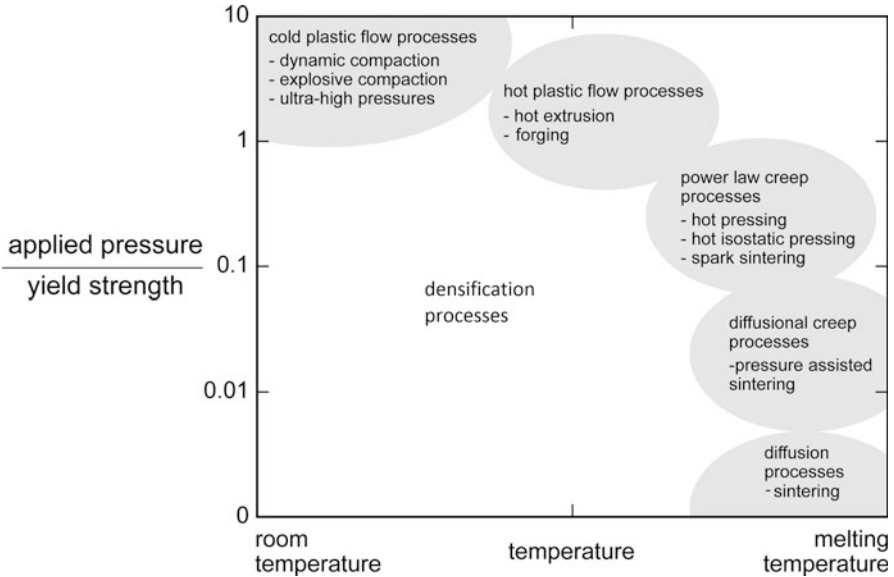 10
1
0.1
0.01
0
applied pressure
yield strength
cold plastic flow processes
- dynamic compaction
- explosive compaction
- ultra-high pressures
hot plastic flow processes
- hot extrusion
- forging
power law creep
processes
- hot pressing
- hot isostatic pressing
- spark sintering
densification
processes
diffusional creep
processes
-pressure assisted
sintering
diffusion
processes
- sintering
room
temperature
temperature
melting
temperature